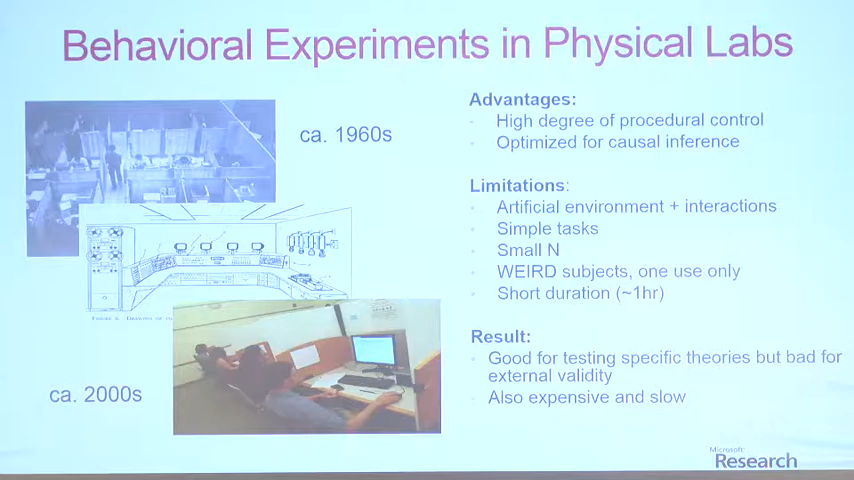 Behavioral Experiments in Physical Labs
ca. 1960s
Advantages:
High degree of procedural control
Optimized for causal inference
Limitations:
Artificial environment + interactions
Simple tasks
Small N
WEIRD subjects, one use only
Short duration (~1hr)
Result:
Good for testing specific theories but bad for
external validity
Also expensive and slow
ca. 2000s
Microsoft
Research